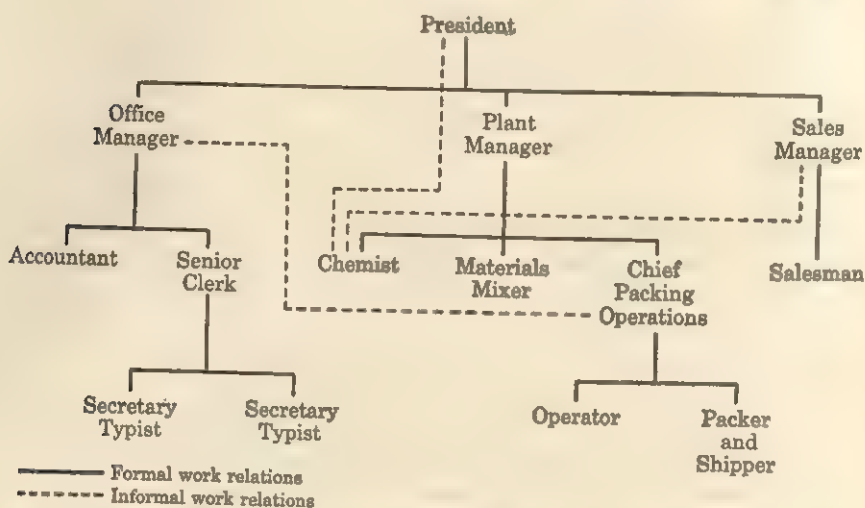 President
Office
Manager
Plant
Manager
Sales
Manager
Accountant
Senior
Clerk
Chemist
Materials
Mixer
Chief
Packing
Operations
Salesman
Secretary
Typist
Secretary
Typist
Operator
Packer
and
Shipper
Formal work relations
Informal work relations